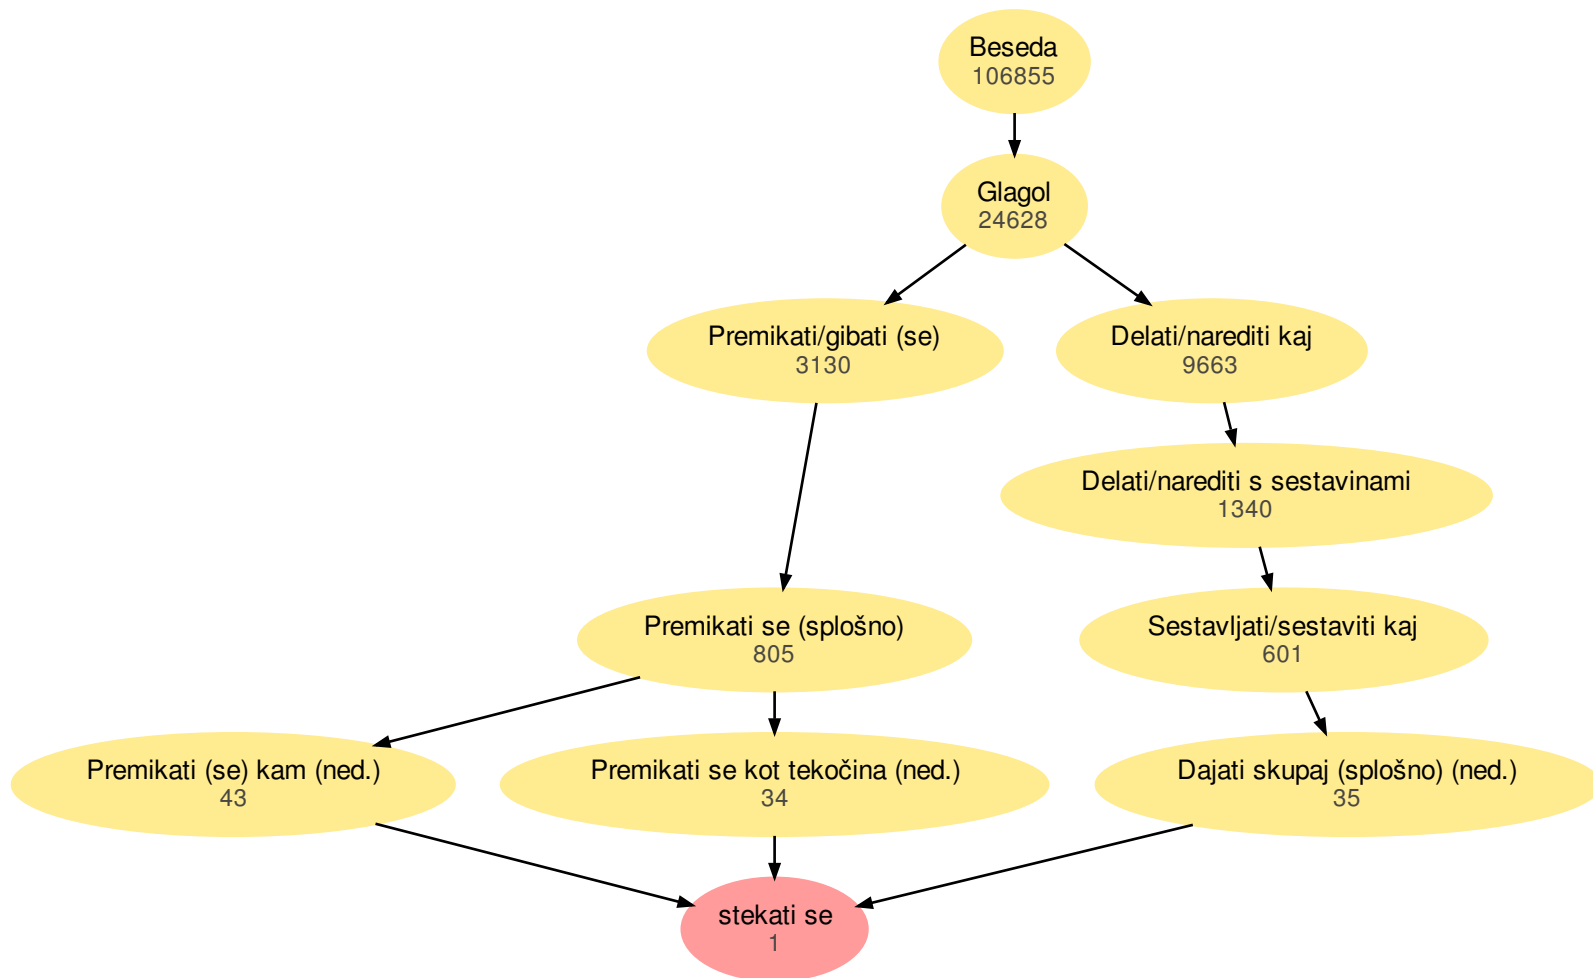 Beseda
106855
Glagol
24628
Premikati/gibati (se)
3130
Delati/narediti kaj
9663
Delati/narediti s sestavinami
1340
Premikati se (splošno)
805
Sestavljati/sestaviti kaj
601
Premikati (se) kam (ned.)
43
Premikati se kot tekočina (ned.)
34
Dajati skupaj (splošno) (ned.)
35
stekati se
1